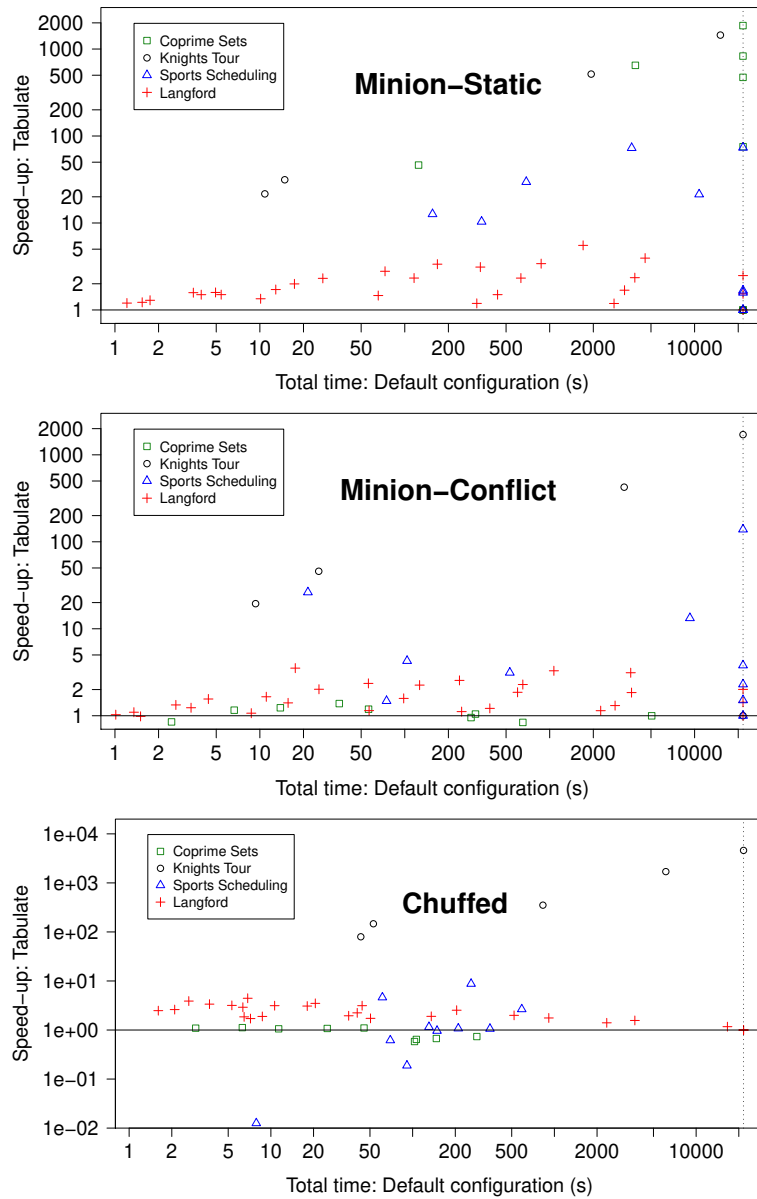 Speed-up: Tabulate
2000
1000
500
200
100
50
20
10
5
2
1
Coprime Sets
Knights Tour
Sports Scheduling
Langford
Minion-Static
1 2 5 10 20 50 200 500 2000 10000
Total time: Default configuration (s)
Speed-up: Tabulate
2000
500
200
100
50
20
10
5
2
1
Coprime Sets
Knights Tour
Sports Scheduling
Langford
Minion-Conflict
1 2 5 10 20 50 200 500 2000 10000
Total time: Default configuration (s)
Speed-up: Tabulate
1e+04
1e+03
1e+02
1e+01
1e+00
1e-01
1e-02
Coprime Sets
Knights Tour
Sports Scheduling
Langford
Chuffed
1 2 5 10 20 50 200 500 2000 10000
Total time: Default configuration (s)